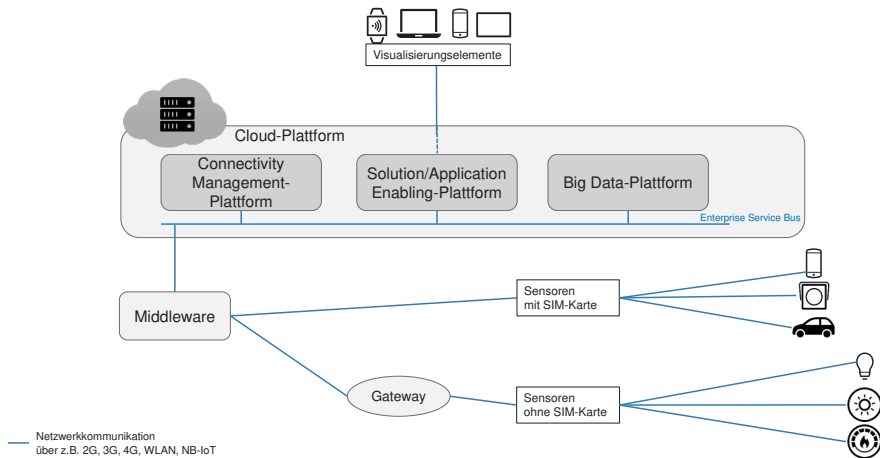 Visualisierungselemente
Cloud-Plattform
Connectivity
Management-
Plattform
Solution/Application
Enabling-Plattform
Big Data-Plattform
Enterprise Service Bus
Middleware
Sensoren
mit SIM-Karte
Gateway
Sensoren
ohne SIM-Karte
Netzwerkkommunikation
über z.B. 2G, 3G, 4G, WLAN, NB-IoT